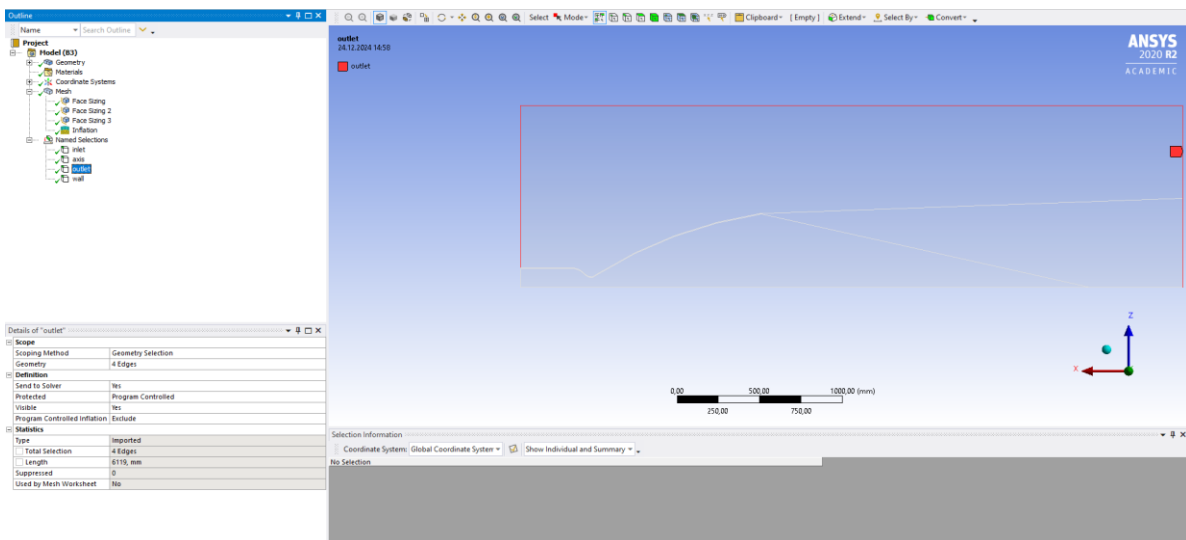 Outline
Name Search Outline
Project
Model (B3)
Geometry
Materials
Coordinate Systems
Mesh
Face Sizing
Face Sizing 2
Face Sizing 3
Inflation
Named Selections
inlet
axis
outlet
wall
Details of "outlet"
Scope
Scoping Method Geometry Selection
Geometry 4 Edges
Definition
Send to Solver Yes
Protected Program Controlled
Visible Yes
Program Controlled Inflation Exclude
Statistics
Type Imported
Total Selection 4 Edges
Length 6119, mm
Suppressed 0
Used by Mesh Worksheet No
Select Mode Clipboard [ Empty ] Extend Select By Convert
outlet
24.12.2024 14:58
outlet
ANSYS
2020 R2
ACADEMIC
Z
X
0,00 500,00 1000,00 (mm)
250,00 750,00
Selection Information
Coordinate System: Global Coordinate System Show Individual and Summary
No Selection